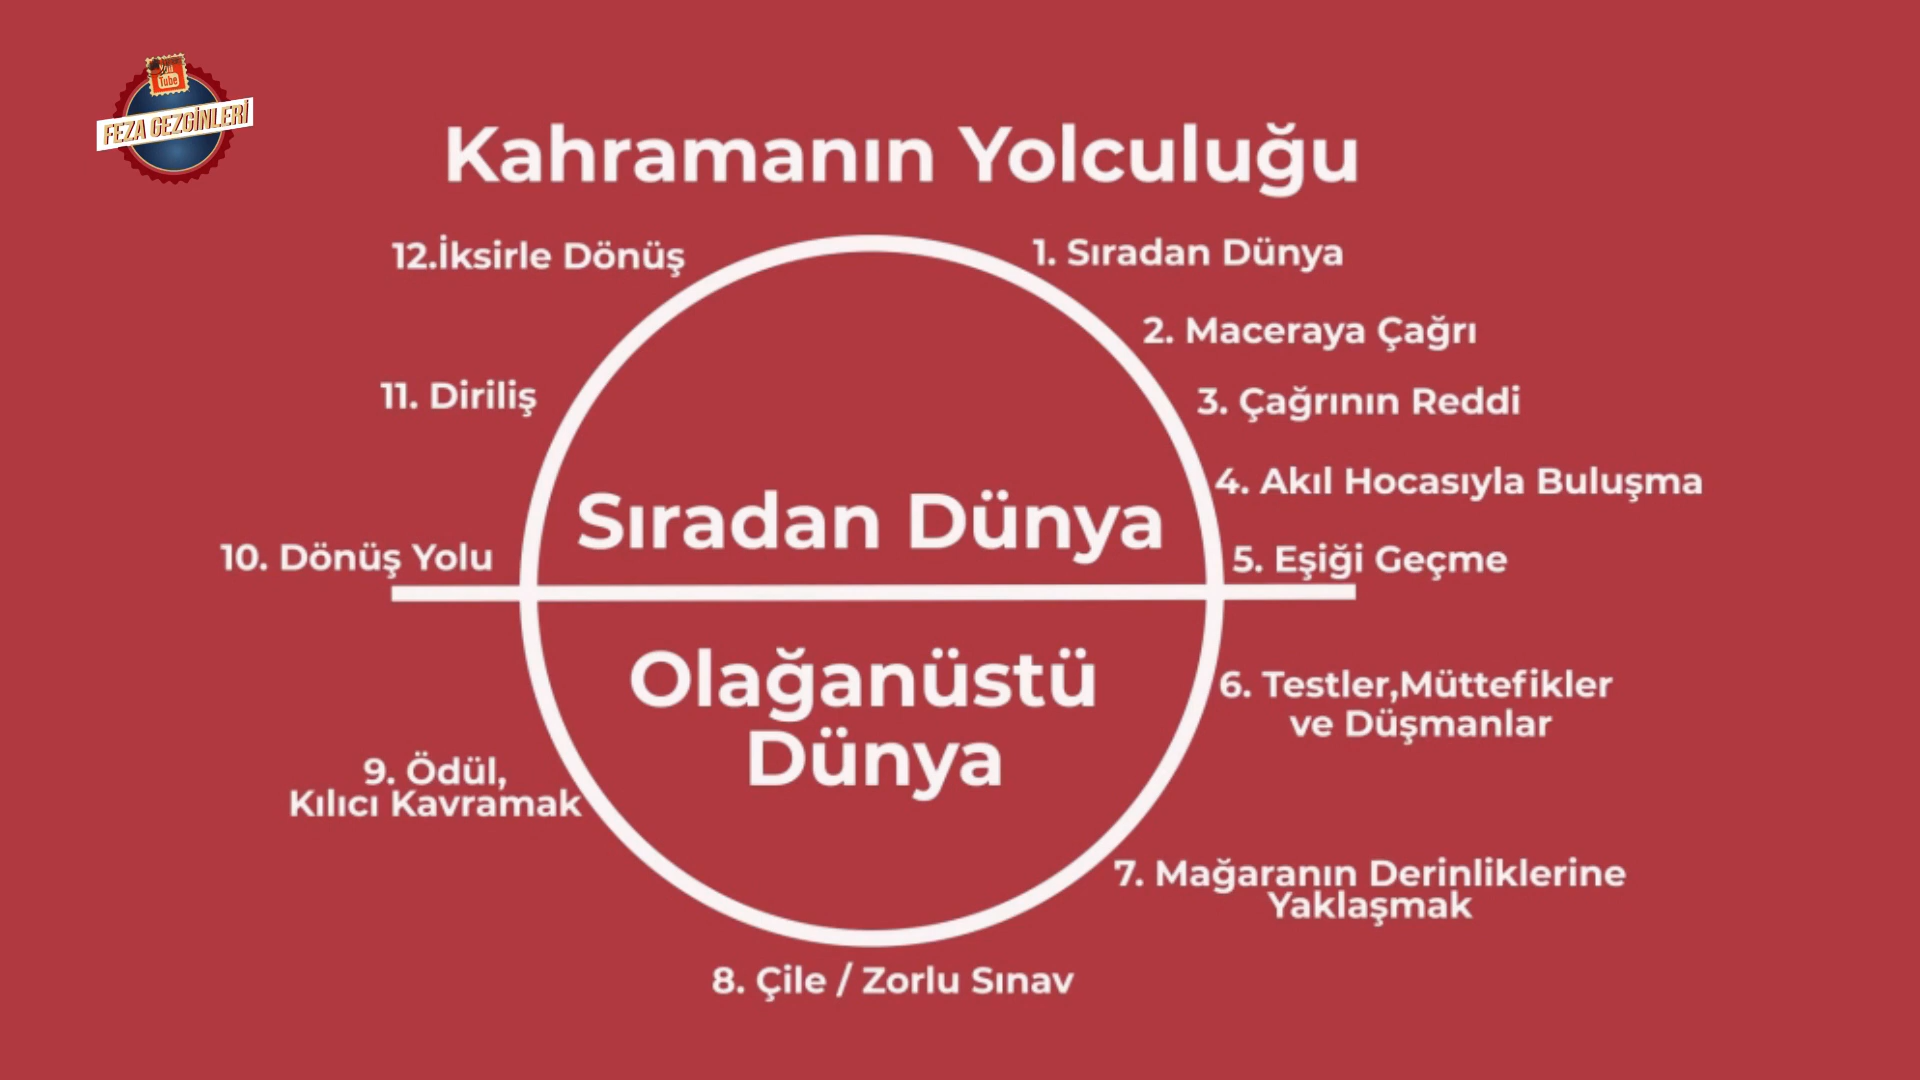 You
Tube
FEZA GEZGİNLERİ
Kahramanın Yolculuğu
1. Sıradan Dünya
2. Maceraya Çağrı
3. Çağrının Reddi
4. Akıl Hocasıyla Buluşma
5. Eşiği Geçme
6. Testler,Müttefikler
ve Düşmanlar
7. Mağaranın Derinliklerine
Yaklaşmak
8. Çile / Zorlu Sınav
9. Ödül,
Kılıcı Kavramak
10. Dönüş Yolu
11. Diriliş
12.İksirle Dönüş
Sıradan Dünya
Olağanüstü
Dünya